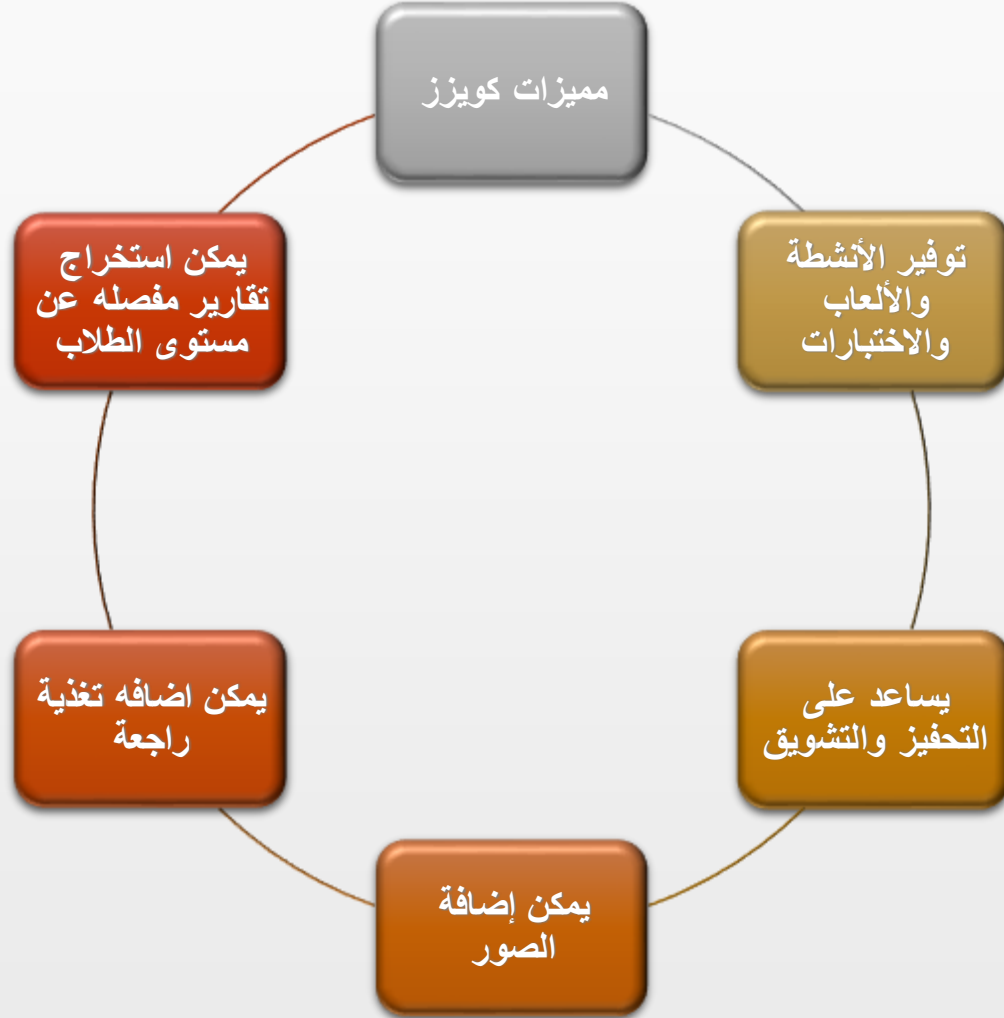 مميزات كويزز
توفير الأنشطة
والألعاب
والاختبارات
يساعد على
التحفيز والتشويق
يمكن إضافة
الصور
يمكن اضافه تغذية
راجعة
يمكن استخراج
تقارير مفصله عن
مستوى الطلاب